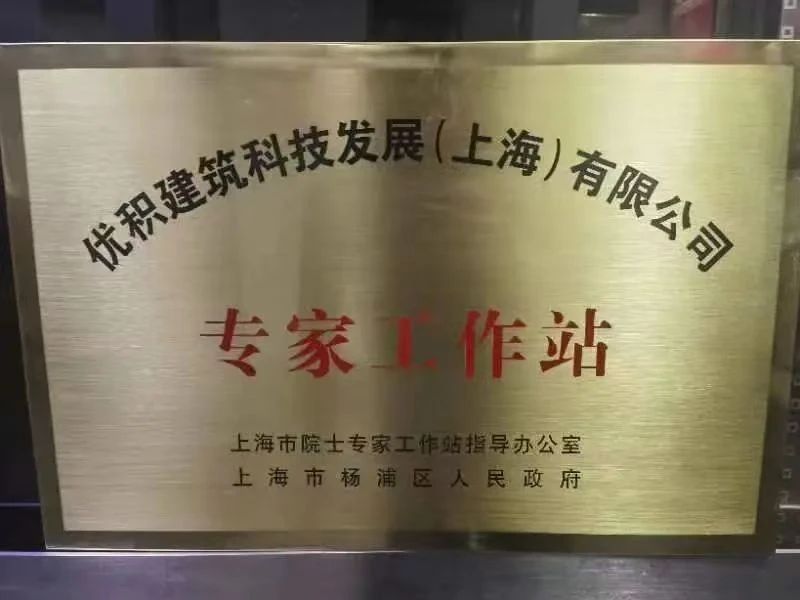 优积建筑科技发展(上海)有限公司
专家工作站
上海市院士专家工作站指导办公室
上海市杨浦区人民政府